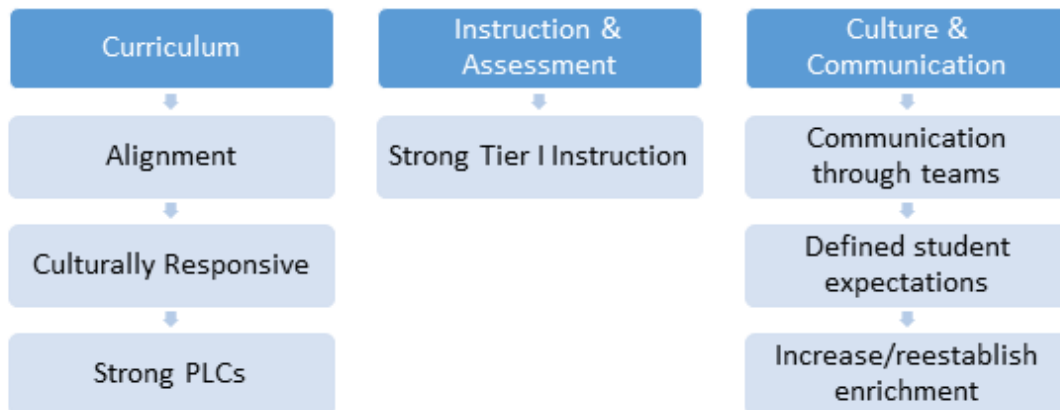 Curriculum
Alignment
Culturally Responsive
Strong PLCs
Instruction &
Assessment
Strong Tier I Instruction
Culture &
Communication
Communication
through teams
Defined student
expectations
Increase/reestablish
enrichment